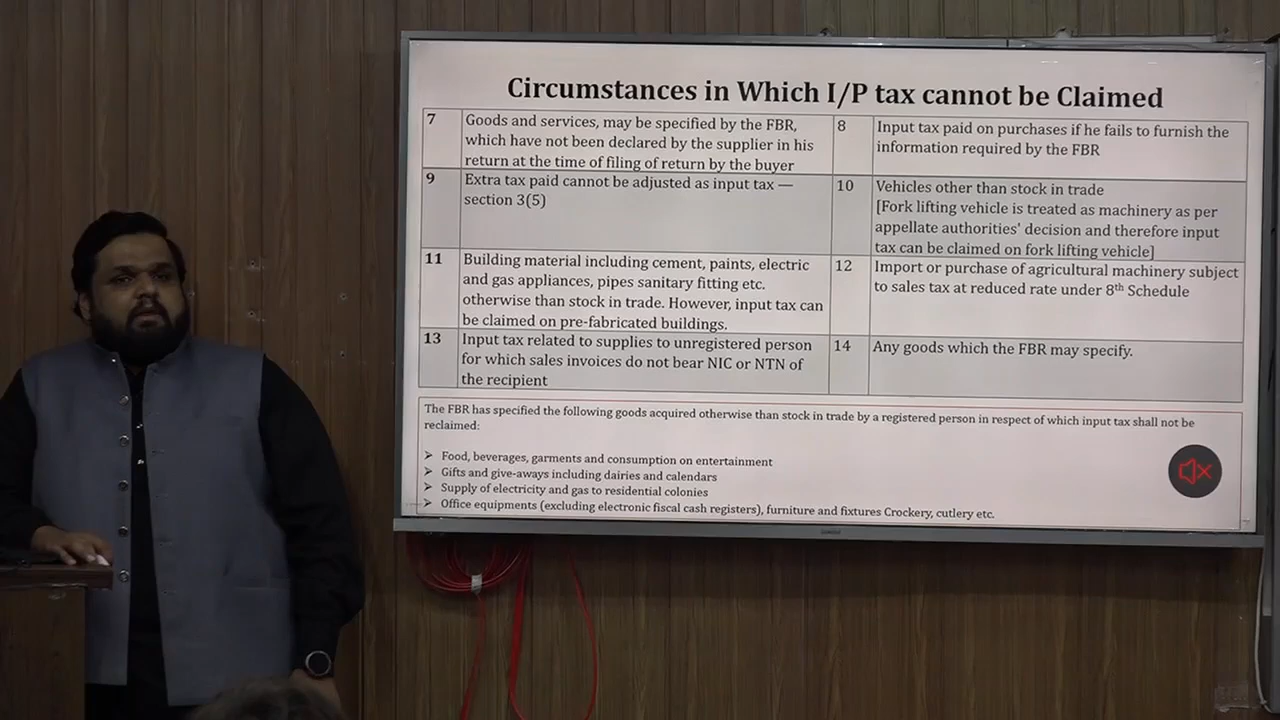 Circumstances in Which I/P tax cannot be Claimed
7
Goods and services, may be specified by the FBR,
which have not been declared by the supplier in his
return at the time of filing of return by the buyer
8
Input tax paid on purchases if he fails to furnish the
information required by the FBR
9
Extra tax paid cannot be adjusted as input tax —
section 3(5)
10
Vehicles other than stock in trade
[Fork lifting vehicle is treated as machinery as per
appellate authorities' decision and therefore input
tax can be claimed on fork lifting vehicle]
11
Building material including cement, paints, electric
and gas appliances, pipes sanitary fitting etc.
otherwise than stock in trade. However, input tax can
be claimed on pre-fabricated buildings.
12
Import or purchase of agricultural machinery subject
to sales tax at reduced rate under 8th Schedule
13
Input tax related to supplies to unregistered person
for which sales invoices do not bear NIC or NTN of
the recipient
14
Any goods which the FBR may specify.
The FBR has specified the following goods acquired otherwise than stock in trade by a registered person in respect of which input tax shall not be
reclaimed:
➢ Food, beverages, garments and consumption on entertainment
➢ Gifts and give-aways including dairies and calendars
➢ Supply of electricity and gas to residential colonies
➢ Office equipments (excluding electronic fiscal cash registers), furniture and fixtures Crockery, cutlery etc.